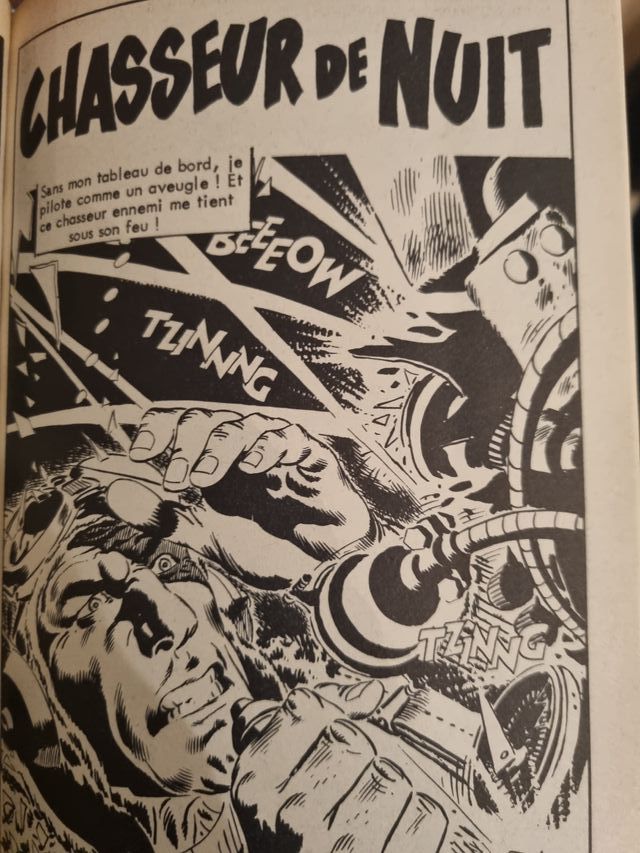 CHASSEUR DE NUIT
Sans mon tableau de bord, je
pilote comme un aveugle ! Et
ce chasseur ennemi me tient
sous son feu !
BEEEOW
TZINNNG
TZINNG